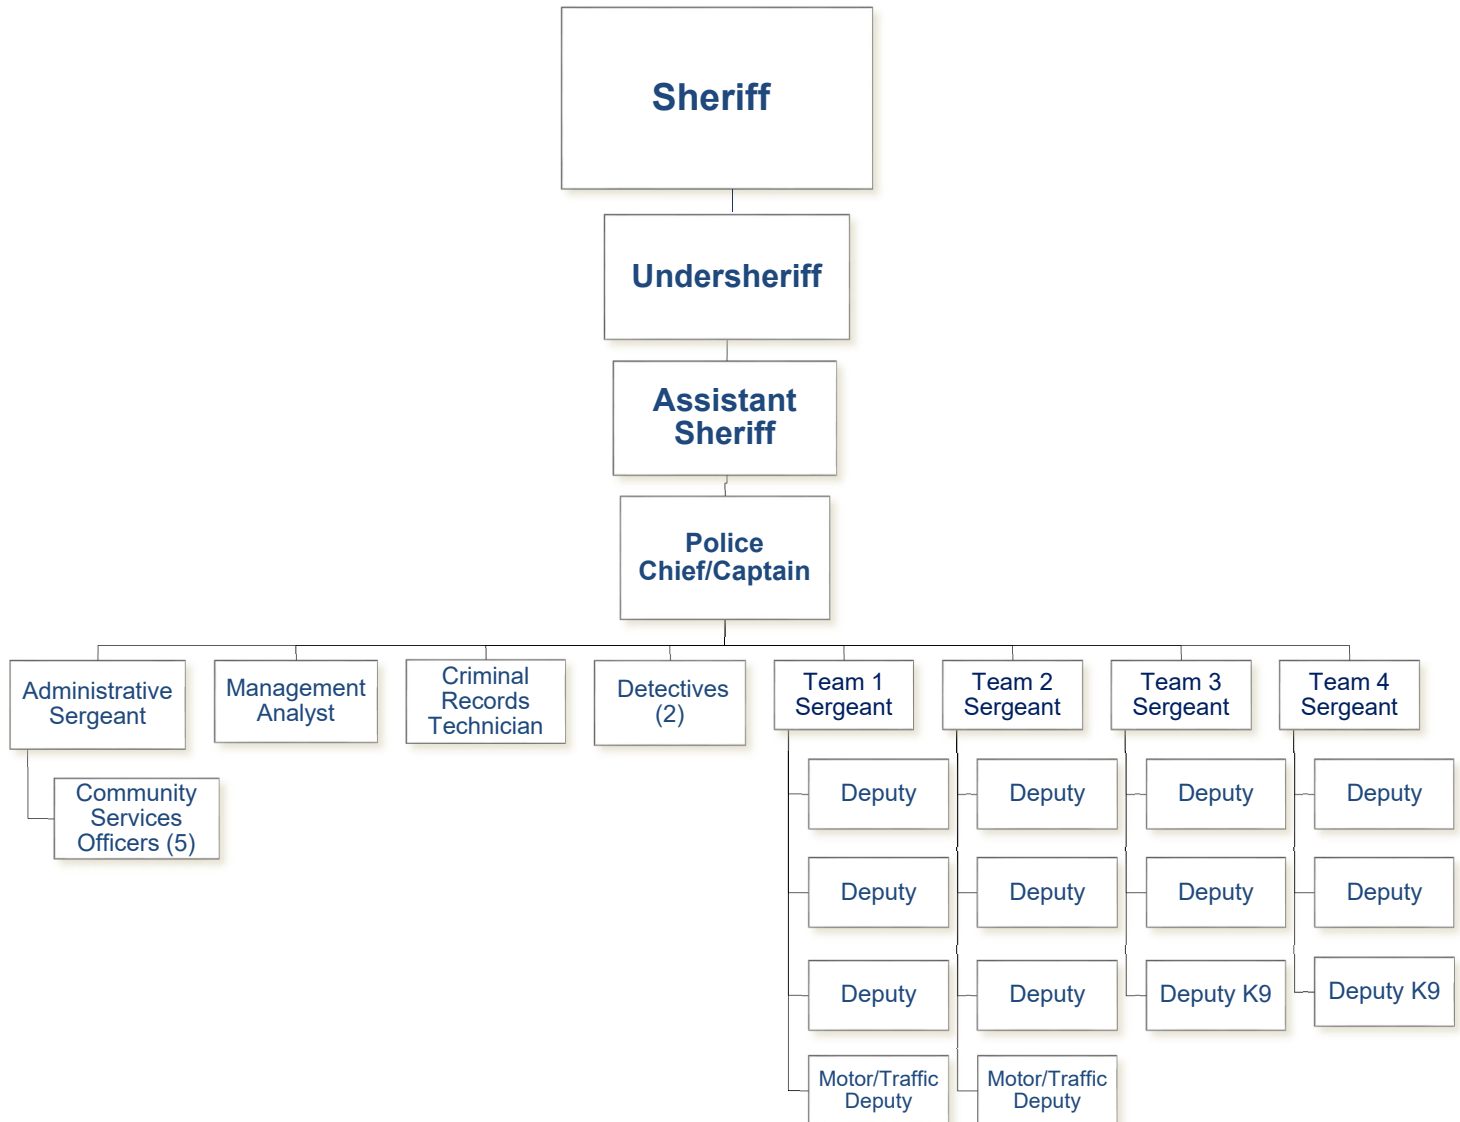 Sheriff
Undersheriff
Assistant
Sheriff
Police
Chief/Captain
Administrative
Sergeant
Management
Analyst
Criminal
Records
Technician
Detectives
(2)
Team 1
Sergeant
Team 2
Sergeant
Team 3
Sergeant
Team 4
Sergeant
Community
Services
Officers (5)
Deputy
Deputy
Deputy
Deputy
Deputy
Deputy
Deputy
Deputy
Deputy
Deputy
Deputy K9
Deputy K9
Motor/Traffic
Deputy
Motor/Traffic
Deputy